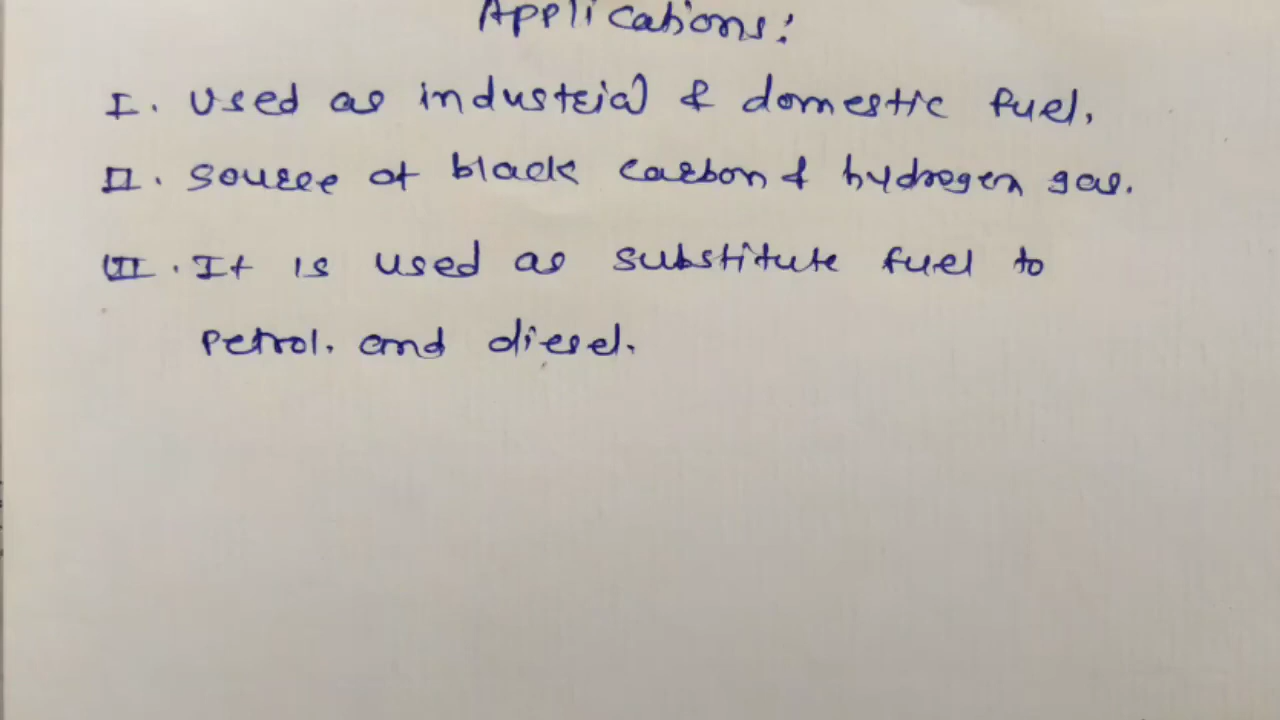 Applications:
I. Used as industrial & domestic fuel.
II. source of black carbon & hydrogen gas.
III. It is used as substitute fuel to
petrol. and diesel.